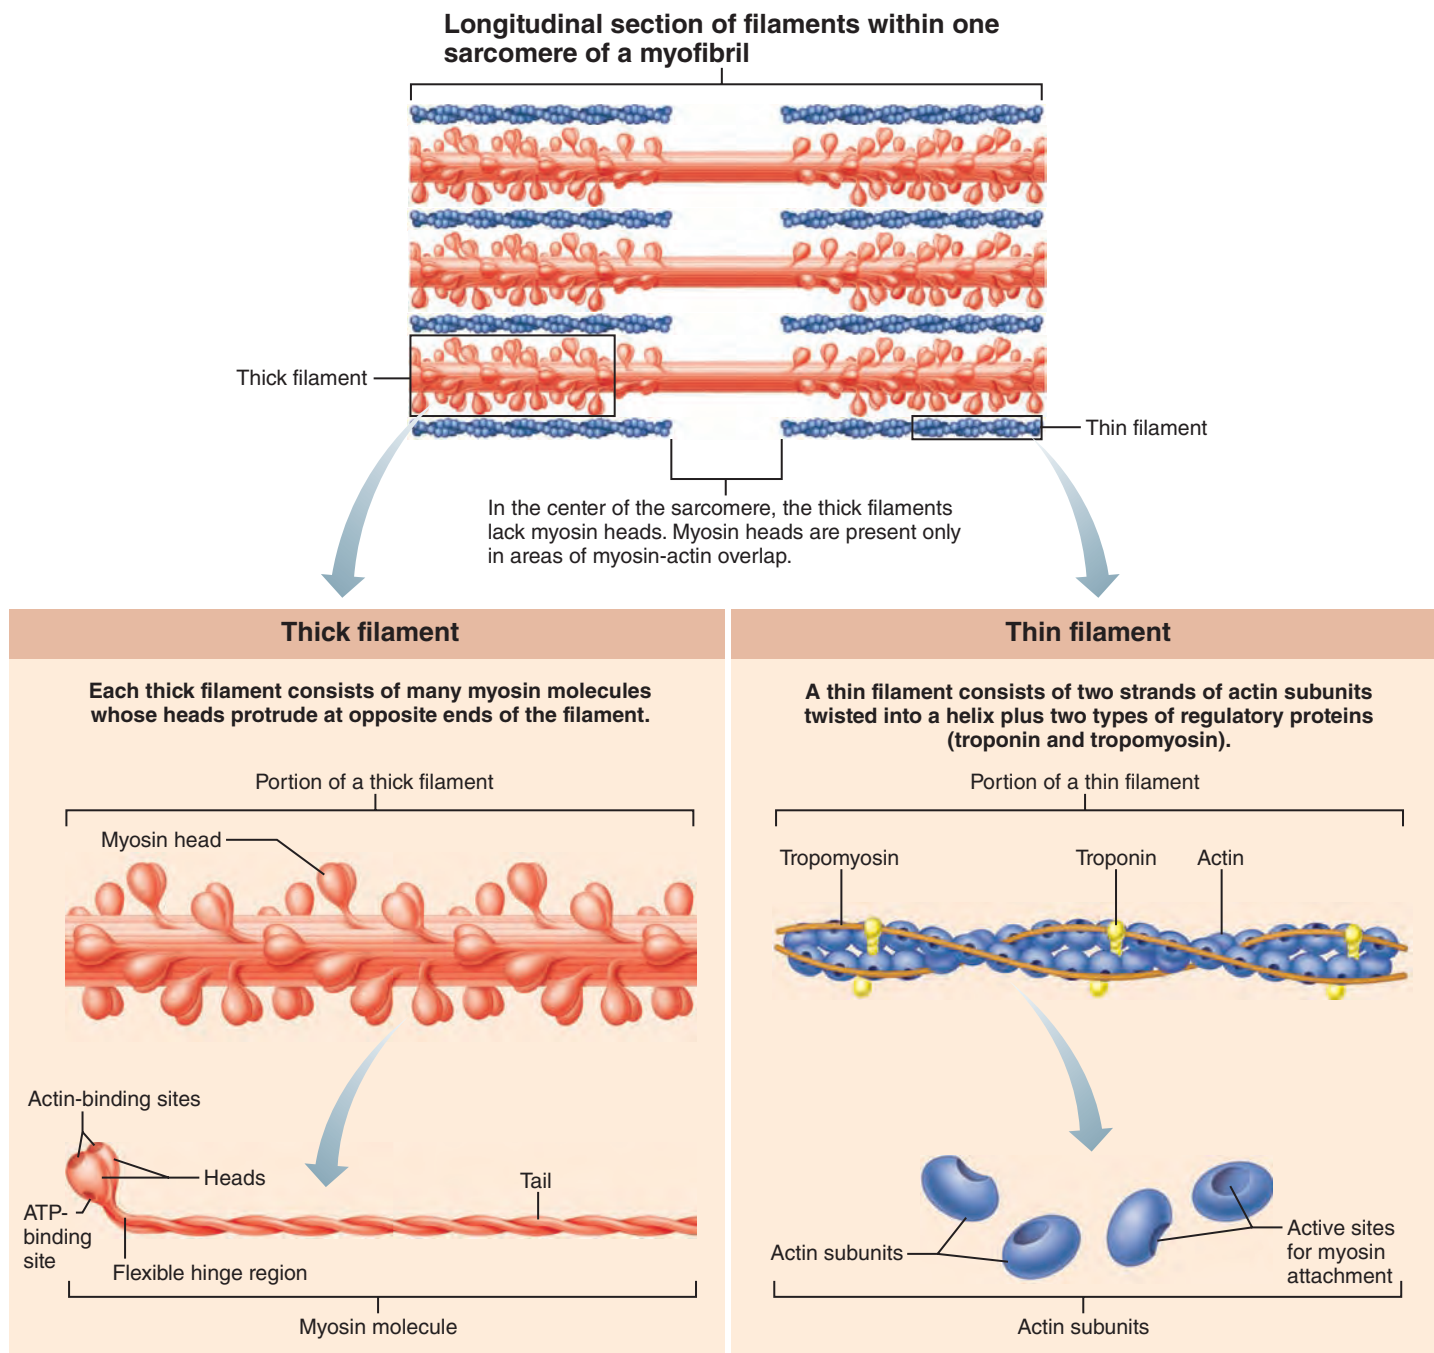 Longitudinal section of filaments within one
sarcomere of a myofibril
Thick filament
Thin filament
In the center of the sarcomere, the thick filaments
lack myosin heads. Myosin heads are present only
in areas of myosin-actin overlap.
Thick filament
Each thick filament consists of many myosin molecules
whose heads protrude at opposite ends of the filament.
Portion of a thick filament
Myosin head
Actin-binding sites
Heads
Tail
ATP-
binding
site
Flexible hinge region
Myosin molecule
Thin filament
A thin filament consists of two strands of actin subunits
twisted into a helix plus two types of regulatory proteins
(troponin and tropomyosin).
Portion of a thin filament
Tropomyosin
Troponin
Actin
Actin subunits
Active sites
for myosin
attachment
Actin subunits